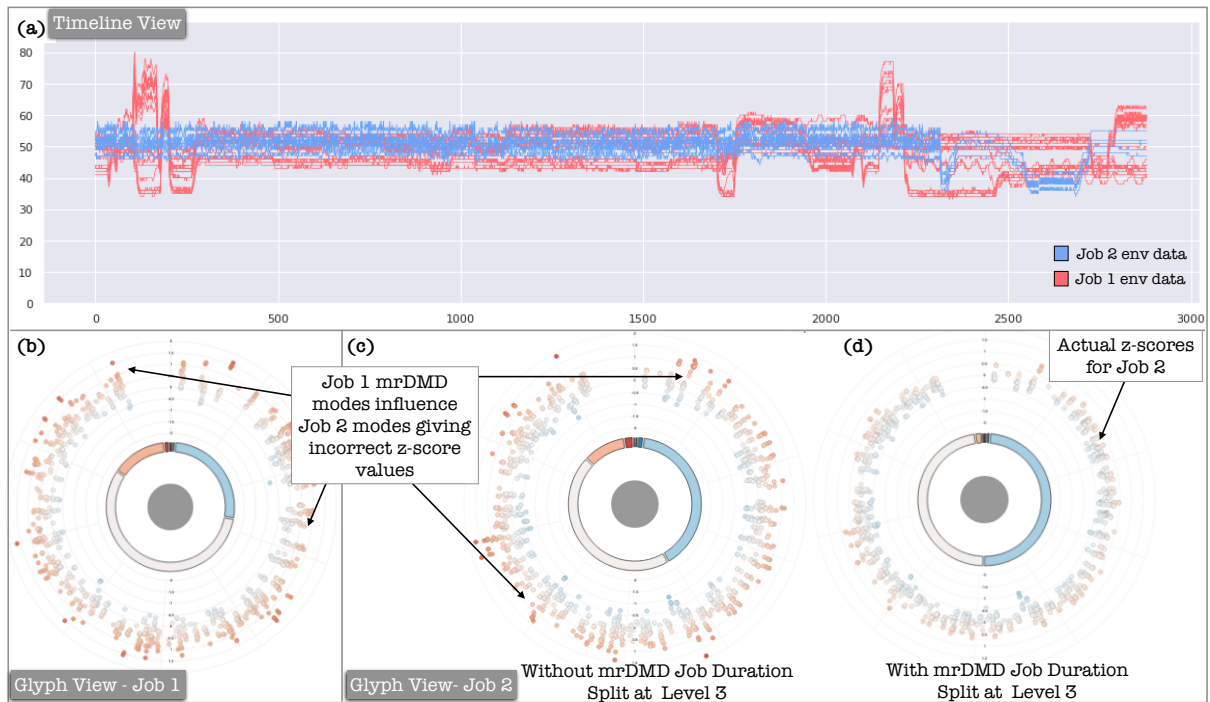 (a) Timeline View
80
70
60
50
40
30
20
10
0
0 500 1000 1500 2000 2500 3000
Job 2 env data
Job 1 env data
(b)
(c)
(d)
Job 1 mrDMD
modes influence
Job 2 modes giving
incorrect z-score
values
Actual z-scores
for Job 2
Glyph View - Job 1
Glyph View- Job 2
Without mrDMD Job Duration
Split at Level 3
With mrDMD Job Duration
Split at Level 3